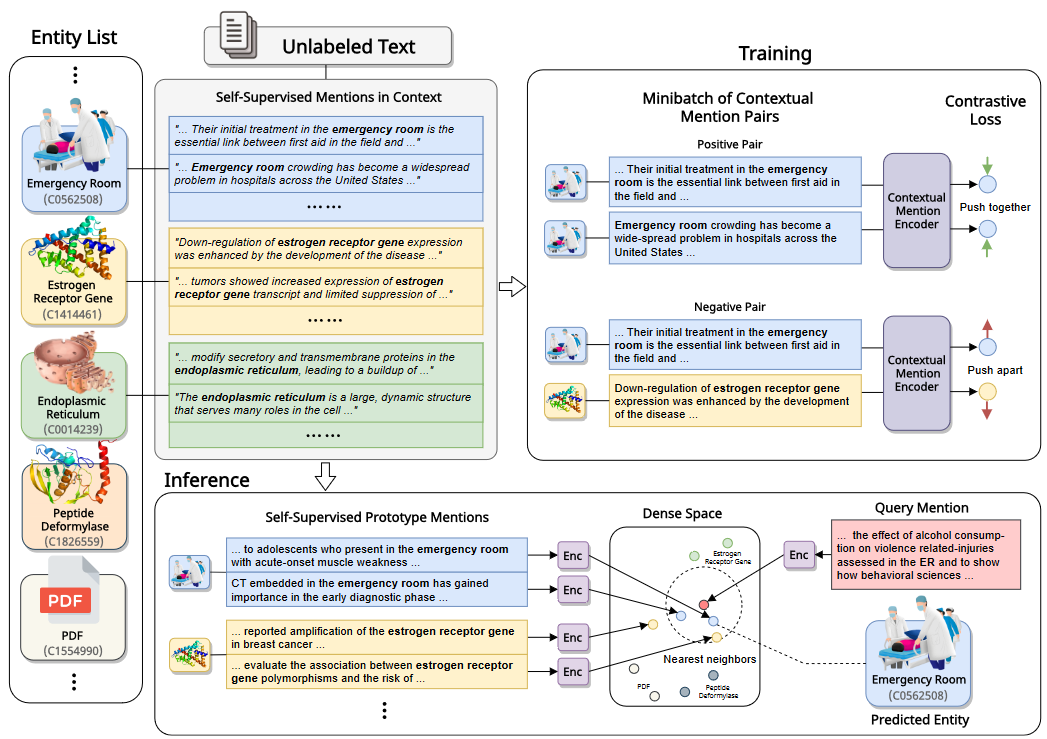 Entity List
⋮
Emergency Room
(C0562508)
Estrogen
Receptor Gene
(C1414461)
Endoplasmic
Reticulum
(C0014239)
Peptide
Deformylase
(C1826559)
PDF
PDF
(C1554990)
⋮
Unlabeled Text
Self-Supervised Mentions in Context
"... Their initial treatment in the emergency room is the
essential link between first aid in the field and ..."
"... Emergency room crowding has become a widespread
problem in hospitals across the United States ..."
... ...
"Down-regulation of estrogen receptor gene expression
was enhanced by the development of the disease ..."
"... tumors showed increased expression of estrogen
receptor gene transcript and limited suppression of ..."
... ...
"... modify secretory and transmembrane proteins in the
endoplasmic reticulum, leading to a buildup of ..."
"The endoplasmic reticulum is a large, dynamic structure
that serves many roles in the cell ..."
... ...
Training
Minibatch of Contextual
Mention Pairs
Contrastive
Loss
Positive Pair
... Their initial treatment in the emergency
room is the essential link between first aid in
the field and ...
Emergency room crowding has become a
wide-spread problem in hospitals across the
United States ...
Contextual
Mention
Encoder
Push together
Negative Pair
... Their initial treatment in the emergency
room is the essential link between first aid in
the field and ...
Down-regulation of estrogen receptor gene
expression was enhanced by the development
of the disease ...
Contextual
Mention
Encoder
Push apart
Inference
Self-Supervised Prototype Mentions
... to adolescents who present in the emergency room
with acute-onset muscle weakness ...
CT embedded in the emergency room has gained
importance in the early diagnostic phase ...
... reported amplification of the estrogen receptor gene
in breast cancer ...
... evaluate the association between estrogen receptor
gene polymorphisms and the risk of ...
⋮
Enc
Enc
Enc
Enc
Dense Space
Estrogen
Receptor Gene
Nearest neighbors
PDF
Peptide
Deformylase
Enc
Query Mention
... the effect of alcohol consump-
tion on violence related-injuries
assessed in the ER and to show
how behavioral sciences ...
Emergency Room
(C0562508)
Predicted Entity